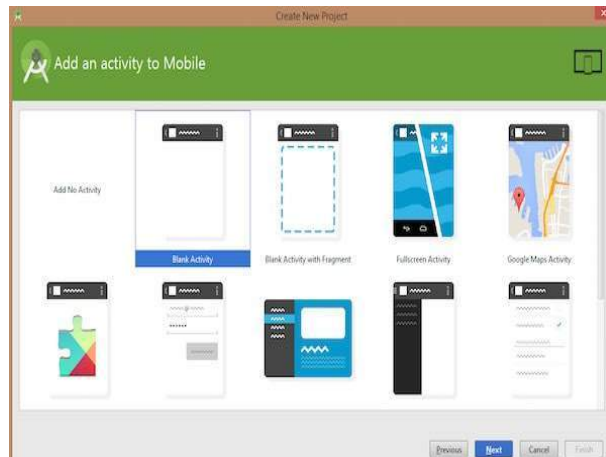 Create New Project
x
Add an activity to Mobile
Add No Activity
Blank Activity
Blank Activity with Fragment
Fullscreen Activity
Google Maps Activity
Previous
Next
Cancel
Finish